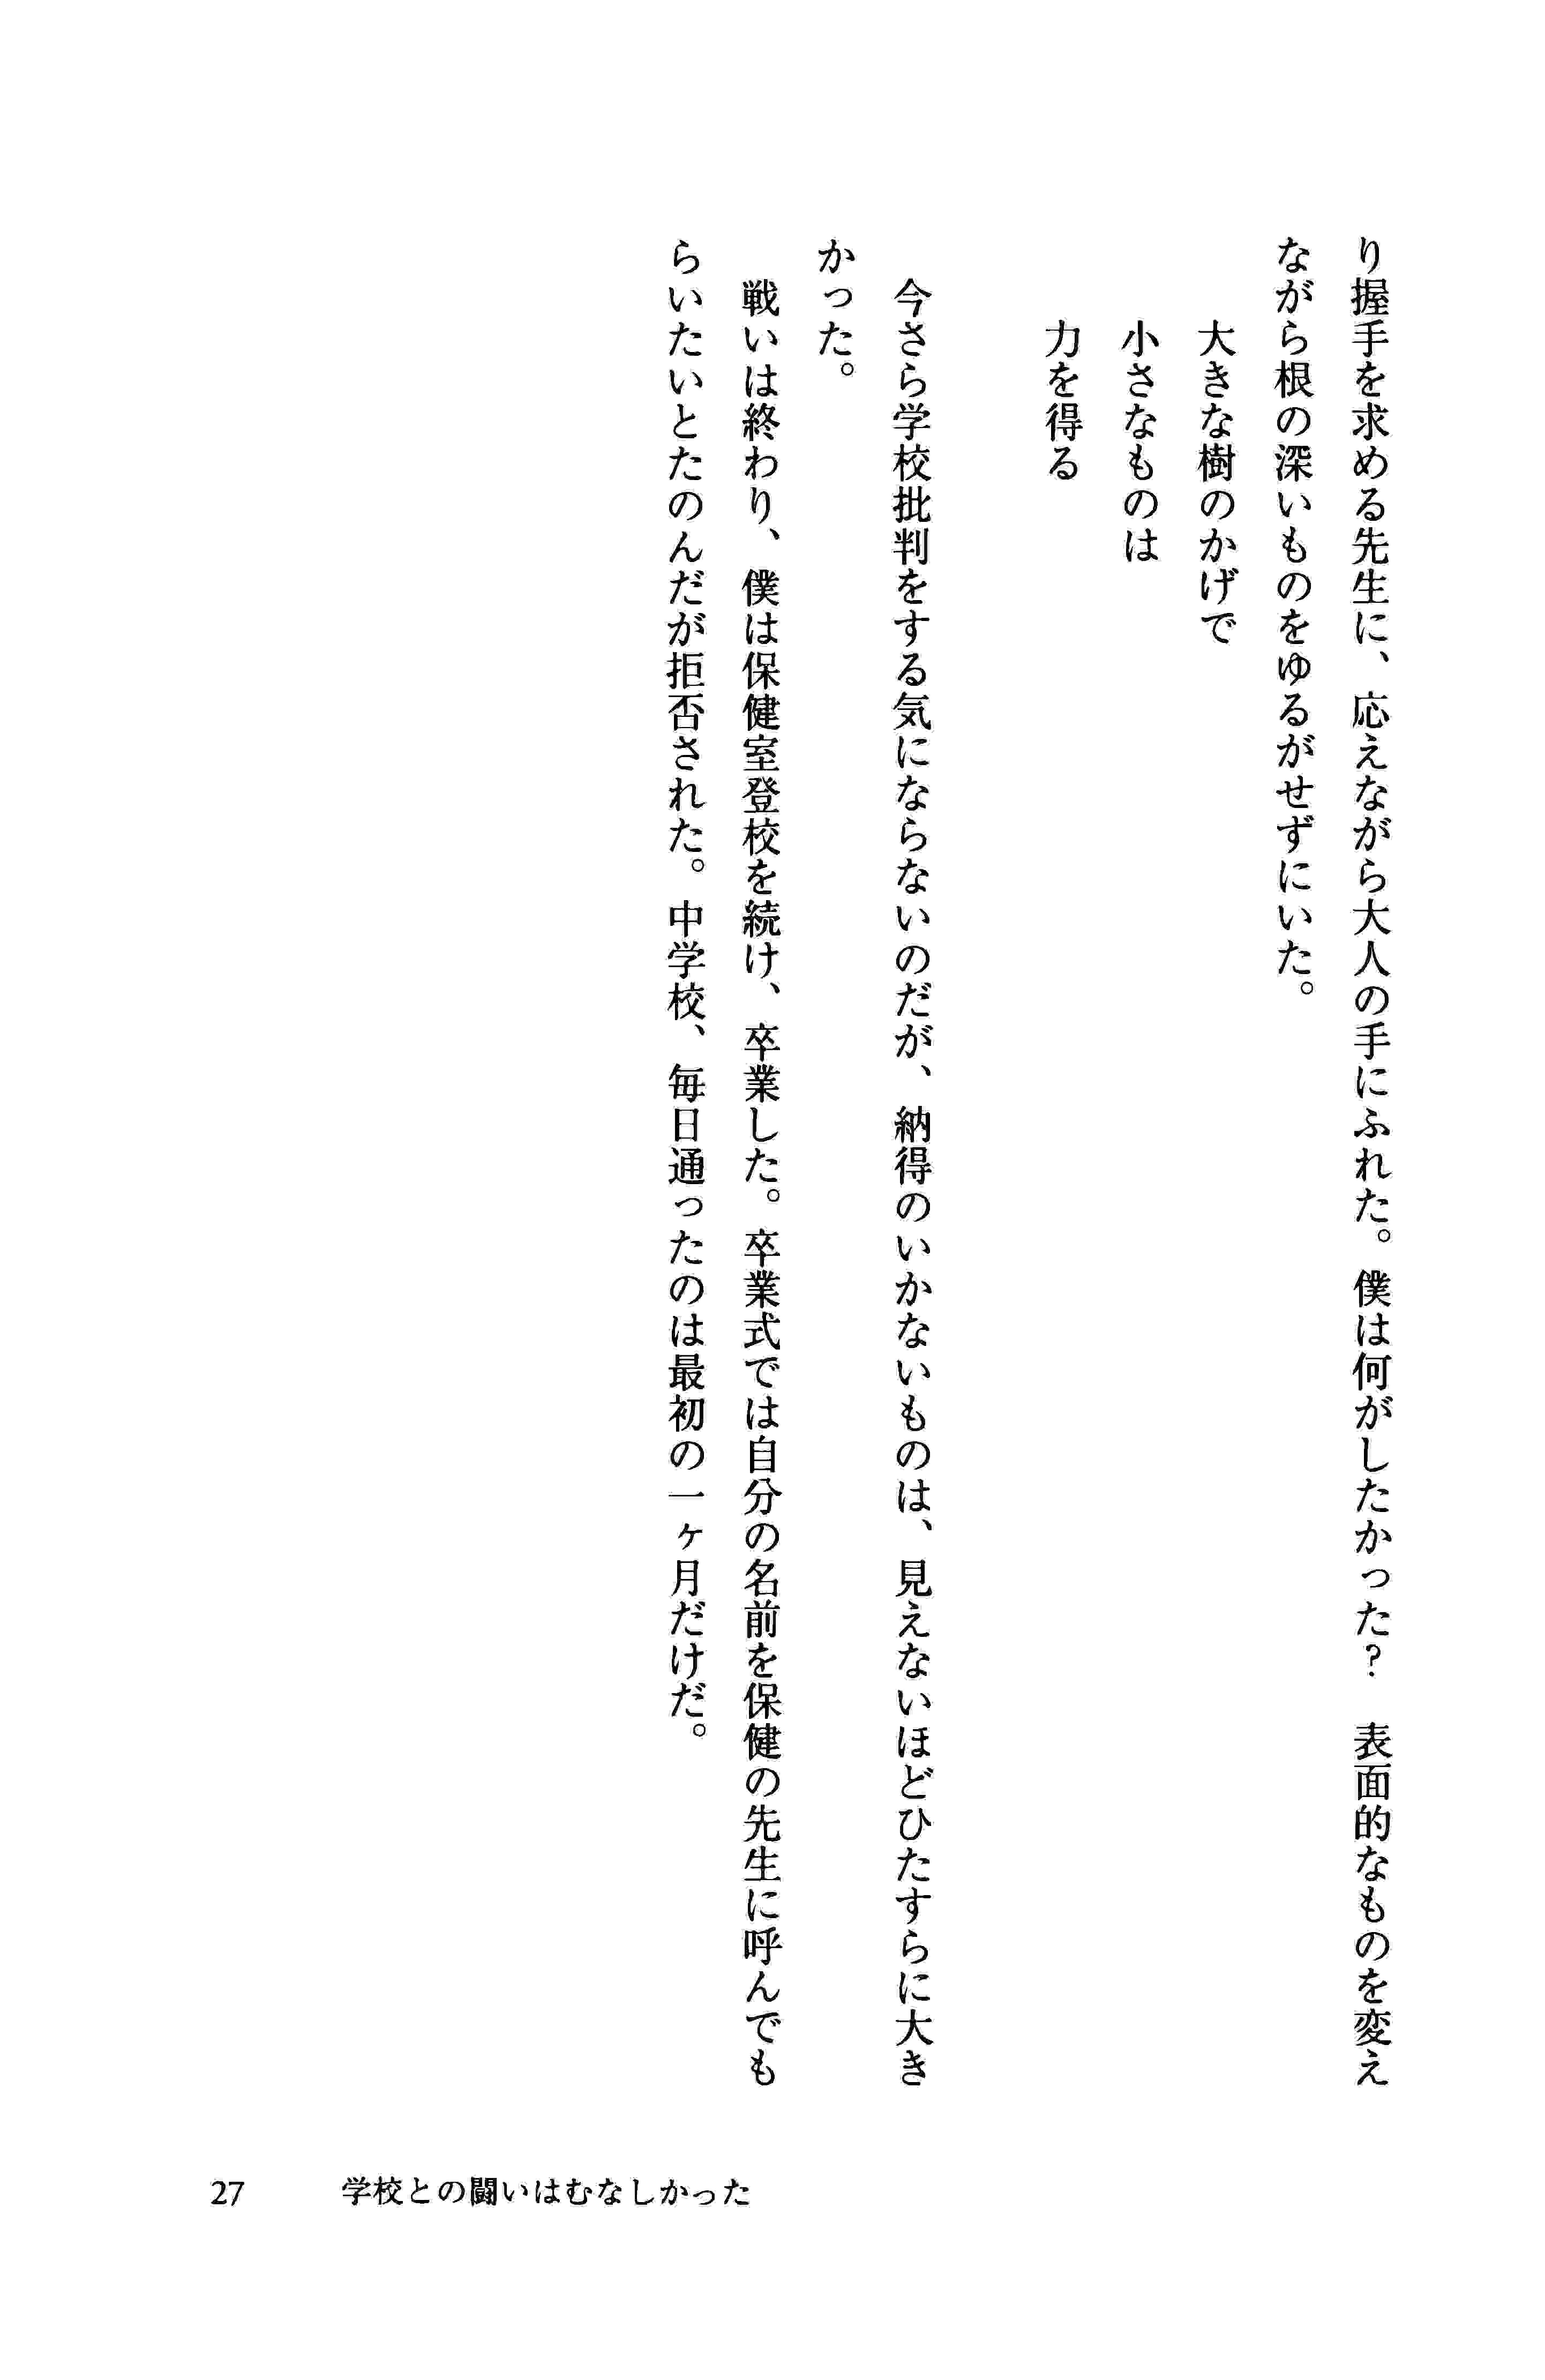 り握手を求める先生に、応えながら大人の手にふれた。僕は何がしたかった？　表面的なものを変え
ながら根の深いものをゆるがせずにいた。
大きな樹のかげで
小さなものは
力を得る
今さら学校批判をする気にならないのだが、納得のいかないものは、見えないほどひたすらに大き
かった。
戦いは終わり、僕は保健室登校を続け、卒業した。卒業式では自分の名前を保健の先生に呼んでも
らいたいとたのんだが拒否された。中学校、毎日通ったのは最初の一ヶ月だけだ。
27　学校との闘いはむなしかった